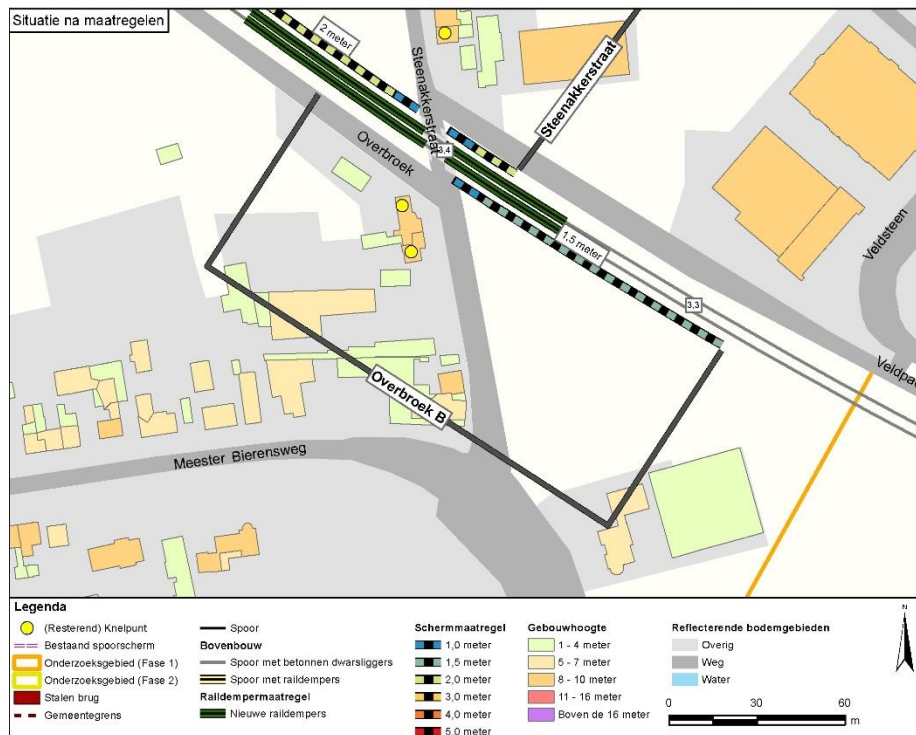 Situatie na maatregelen
2 meter
Steenakkerstraat
Steenakkerstraat
3,4
Overbroek
1,5 meter
3,3
Veldsteen
Overbroek B
Meester Bierensweg
Legenda
(Resterend) Knelpunt
Bestaand spoorscherm
Onderzoeksgebied (Fase 1)
Onderzoeksgebied (Fase 2)
Stalen brug
Gemeentegrens
Spoor
Bovenbouw
Spoor met betonnen dwarsliggers
Spoor met raildempers
Raildempermaatregel
Nieuwe raildempers
Schermmaatregel
1,0 meter
1,5 meter
2,0 meter
3,0 meter
4,0 meter
5,0 meter
Gebouwhoogte
1 - 4 meter
5 - 7 meter
8 - 10 meter
11 - 16 meter
Boven de 16 meter
Reflecterende bodemgebieden
Overig
Weg
Water
N
0 30 60
m